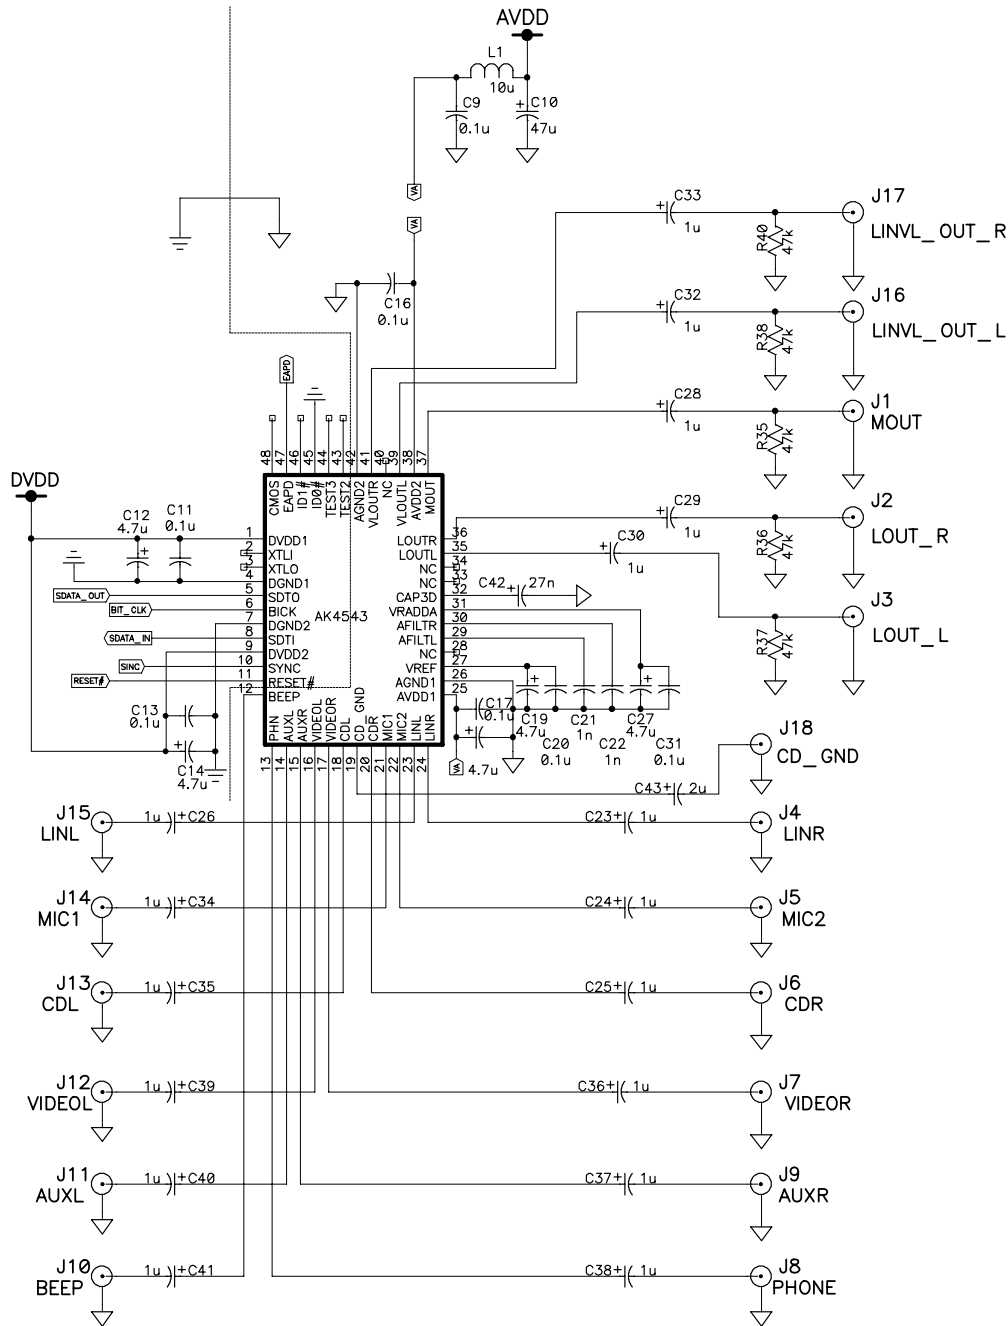 AVDD
L1
10u
C9
0.1u
C10
47u
VA
VA
C33
1u
J17
LINVL_OUT_R
R40
47k
C16
0.1u
C32
1u
J16
LINVL_OUT_L
R38
47k
EAPD
C28
1u
J1
MOUT
R35
47k
48 47 46 45 44 43 42 41 40 39 38 37
CMOS EAPD ID1# ID0# TEST3 TEST2 AGND2 VLOUTR NC VLOUTL AVDD2 MOUT
DVDD
C12
4.7u
C11
0.1u
C29
1u
J2
LOUT_R
R36
47k
C30
1u
J3
LOUT_L
R37
47k
1 DVDD1
2 XTLI
3 XTLO
4 DGND1
SDATA_OUT 5 SDTO
BIT_CLK 6 BICK
7 DGND2
SDATA_IN 8 SDTI
9 DVDD2
SINC 10 SYNC
RESET# 11 RESET#
12 BEEP
AK4543
LOUTR 36
LOUTL 35
NC 34
NC 33
CAP3D 32 C42 27n
VRADDA 31
AFILTR 30
AFILTL 29
NC 28
VREF 27
AGND1 26
AVDD1 25
PHN AUXL AUXR VIDEOL VIDEOR CDL CD_GND CDR MIC1 MIC2 LINL LINR
13 14 15 16 17 18 19 20 21 22 23 24
C13
0.1u
C14
4.7u
C17
0.1u
VA
4.7u
C19
4.7u
C20
0.1u
C21
1n
C22
1n
C27
4.7u
C31
0.1u
J18
CD_GND
C43 2u
J15
LINL
1u C26
C23 1u
J4
LINR
J14
MIC1
1u C34
C24 1u
J5
MIC2
J13
CDL
1u C35
C25 1u
J6
CDR
J12
VIDEOL
1u C39
C36 1u
J7
VIDEOR
J11
AUXL
1u C40
C37 1u
J9
AUXR
J10
BEEP
1u C41
C38 1u
J8
PHONE